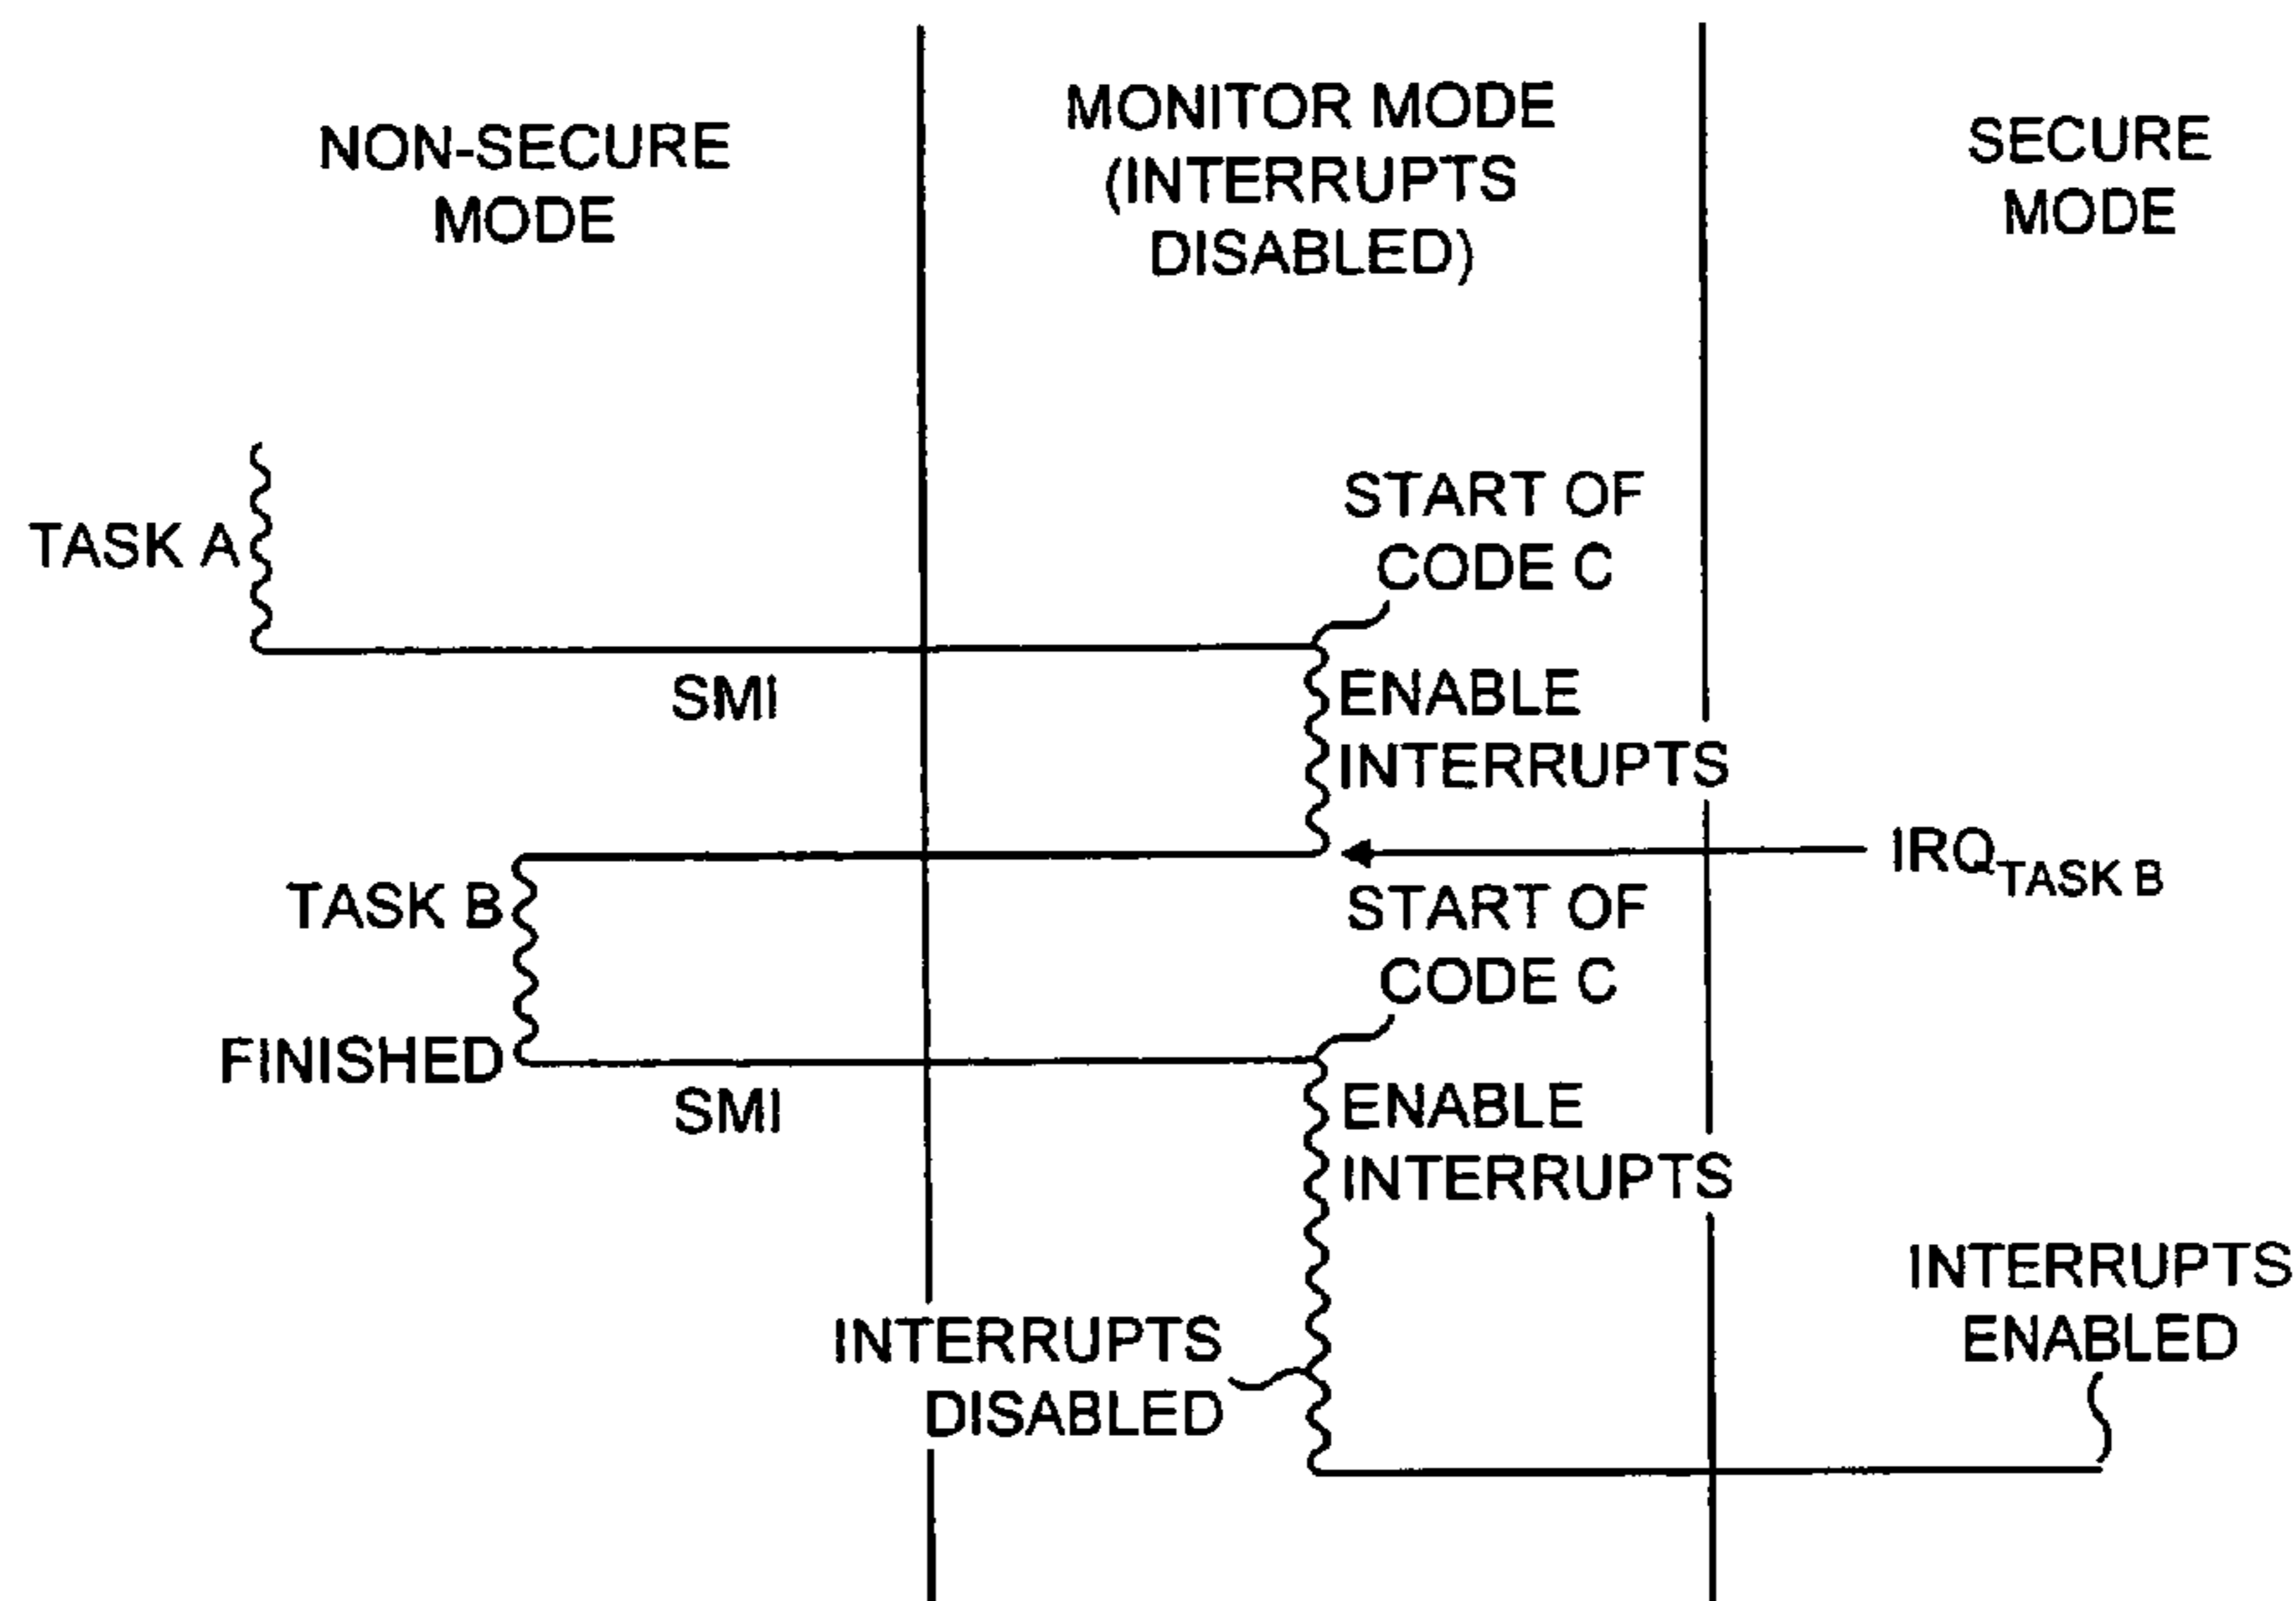 NON-SECURE
MODE
MONITOR MODE
(INTERRUPTS
DISABLED)
SECURE
MODE
TASK A
START OF
CODE C
SMI
ENABLE
INTERRUPTS
IRQTASK B
TASK B
START OF
CODE C
FINISHED
SMI
ENABLE
INTERRUPTS
INTERRUPTS
DISABLED
INTERRUPTS
ENABLED